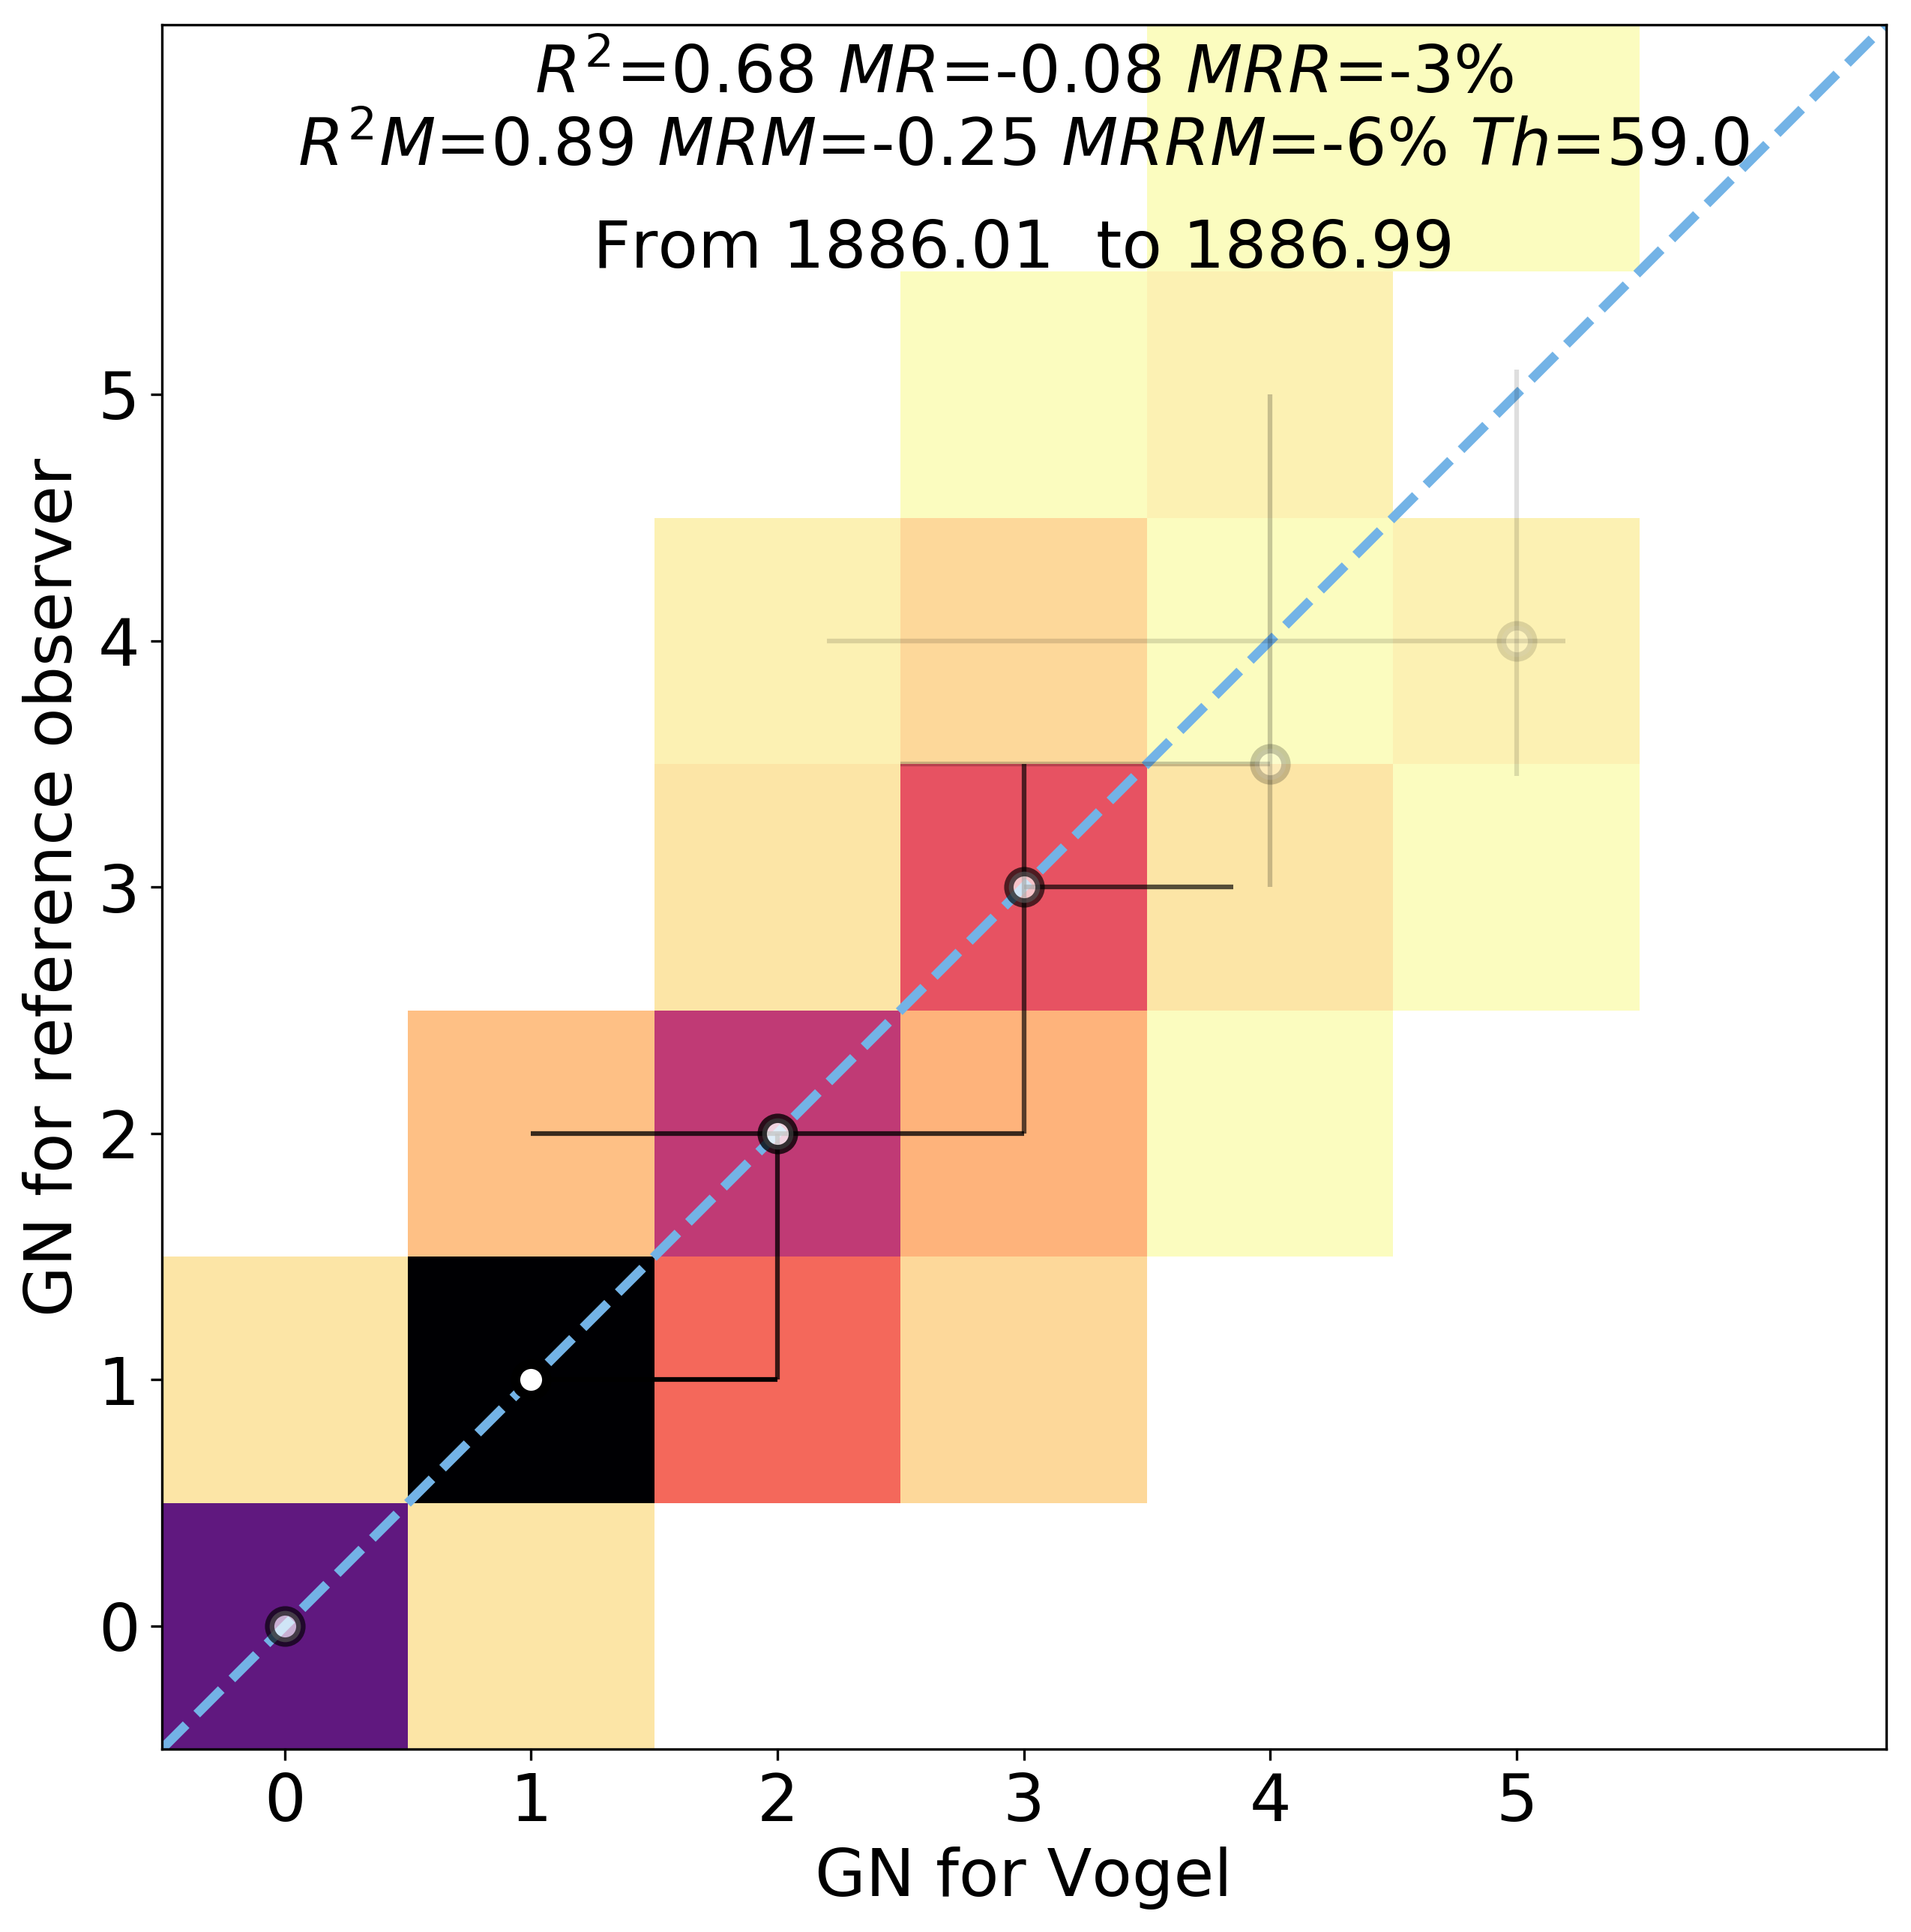 R²=0.68 MR=-0.08 MRR=-3%
R²M=0.89 MRM=-0.25 MRRM=-6% Th=59.0
From 1886.01 to 1886.99
GN for reference observer
5
4
3
2
1
0
0 1 2 3 4 5
GN for Vogel